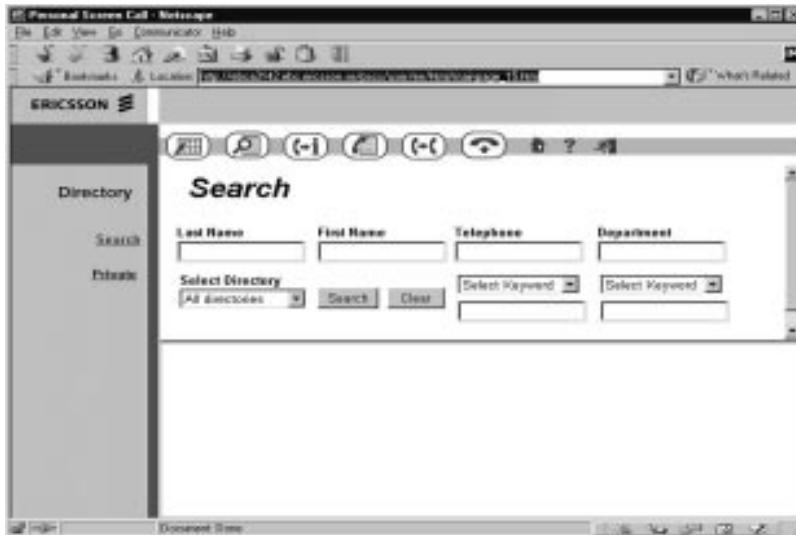 Personal Screen Call - Netscape
File Edit View Go Communicator Help
Bookmarks Location What's Related
ERICSSON
Directory
Search
Private
Search
Last Name First Name Telephone Department
Select Directory
All directories Search Clear Select Keyword Select Keyword
Document: Done